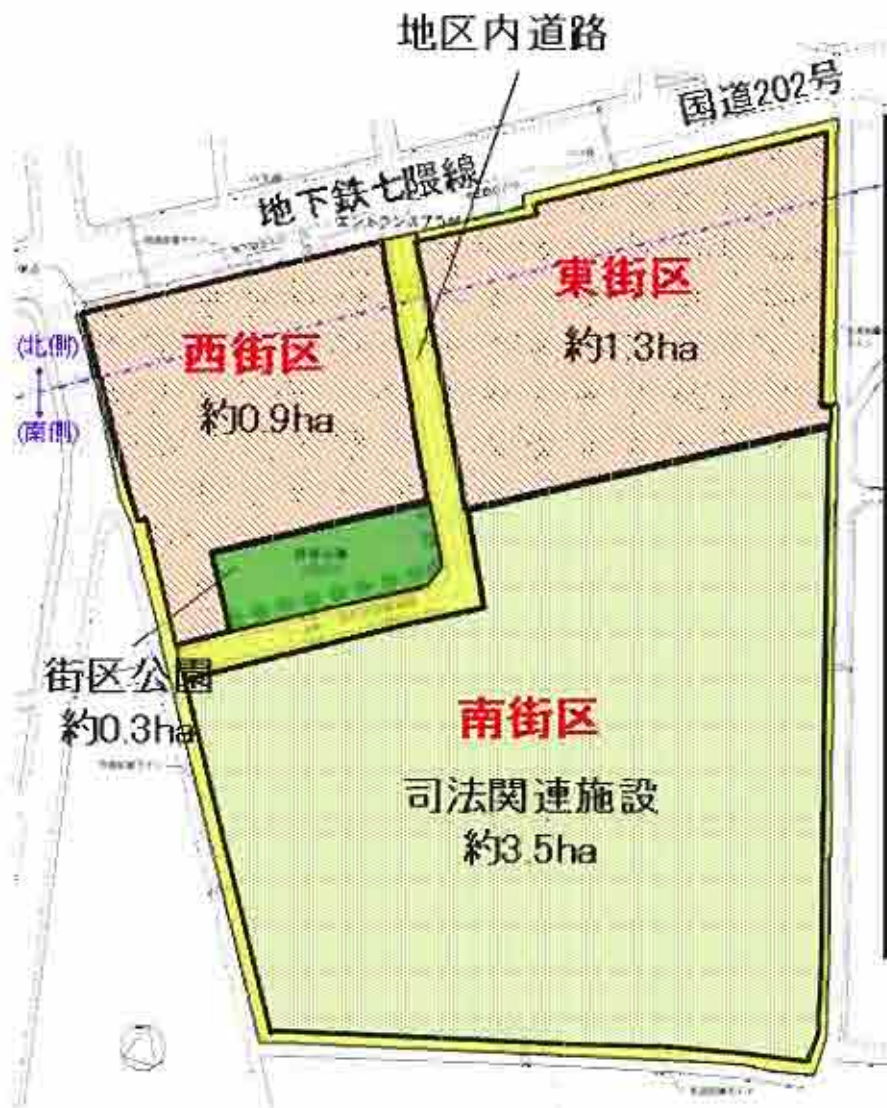 地区内道路
国道202号
地下鉄七隈線
東街区
約1.3ha
西街区
約0.9ha
(北側)
(南側)
街区公園
約0.3ha
南街区
司法関連施設
約3.5ha